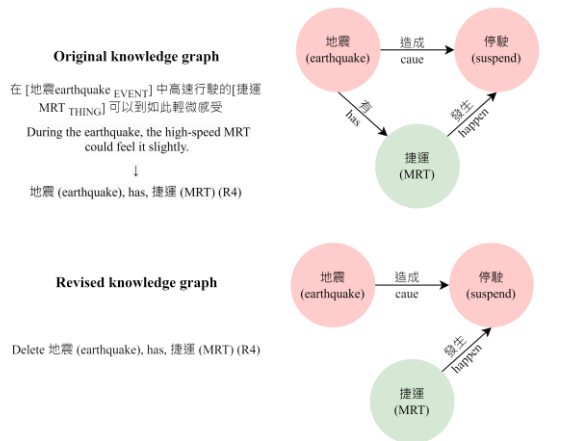 Original knowledge graph
在 [地震earthquake EVENT] 中高速行駛的[捷運
MRT THING] 可以到如此輕微感受
During the earthquake, the high-speed MRT
could feel it slightly.
↓
地震 (earthquake), has, 捷運 (MRT) (R4)
地震
(earthquake)
造成
caue
停駛
(suspend)
有
has
發生
happen
捷運
(MRT)
Revised knowledge graph
Delete 地震 (earthquake), has, 捷運 (MRT) (R4)
地震
(earthquake)
造成
caue
停駛
(suspend)
發生
happen
捷運
(MRT)